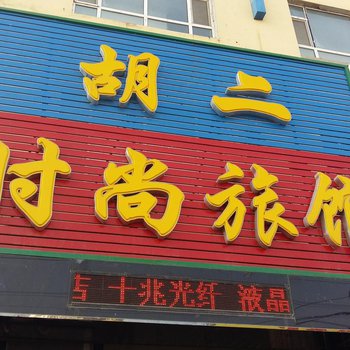 胡二
时尚旅馆
十兆光纤 液晶